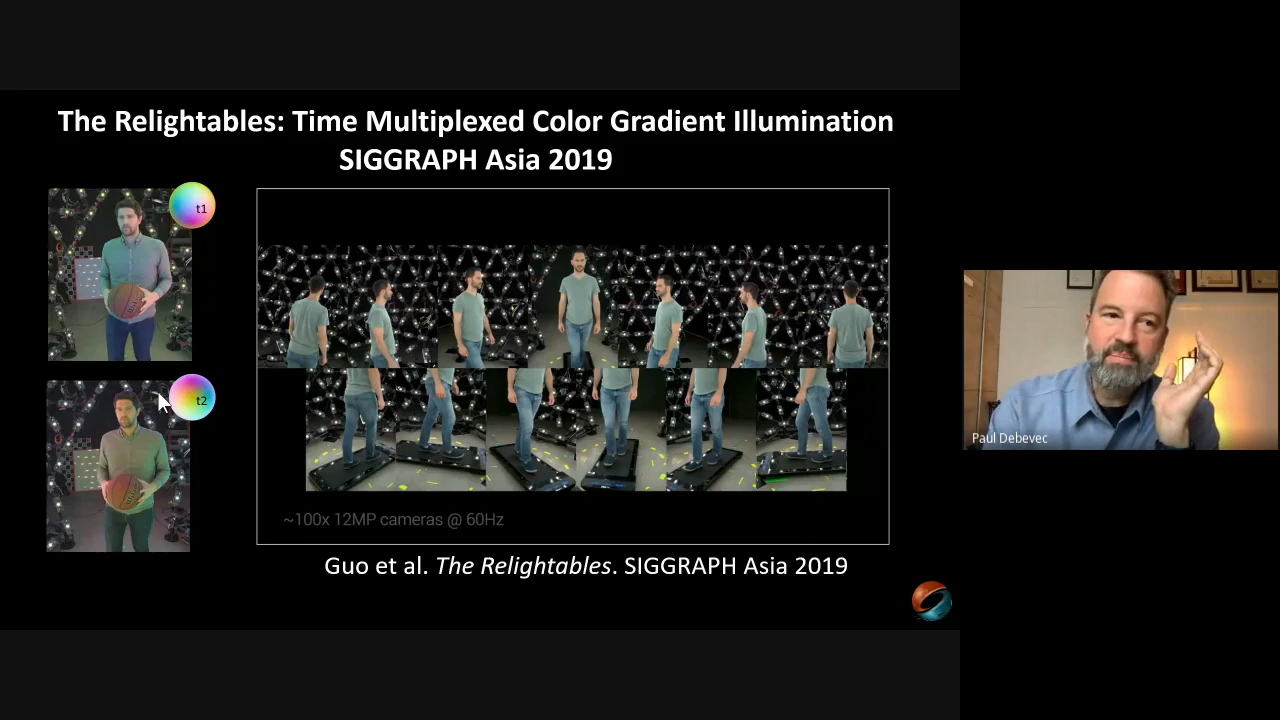 The Relightables: Time Multiplexed Color Gradient Illumination
SIGGRAPH Asia 2019
t1
t2
~100x 12MP cameras @ 60Hz
Guo et al. The Relightables. SIGGRAPH Asia 2019
Paul Debevec